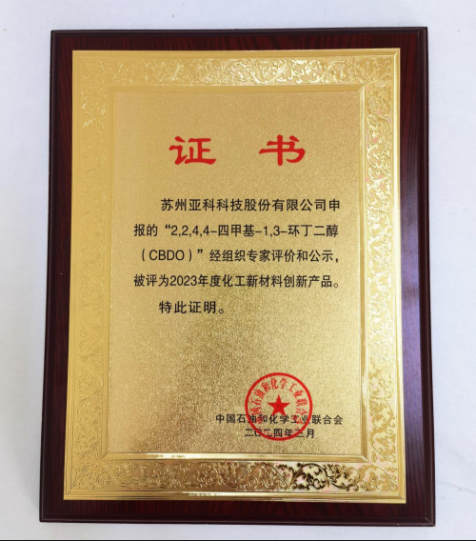 证书
苏州亚科科技股份有限公司申
报的“2,2,4,4-四甲基-1,3-环丁二醇
（CBDO）”经组织专家评价和公示，
被评为2023年度化工新材料创新产品。
特此证明。
中国石油和化学工业联合会
二〇二四年三月